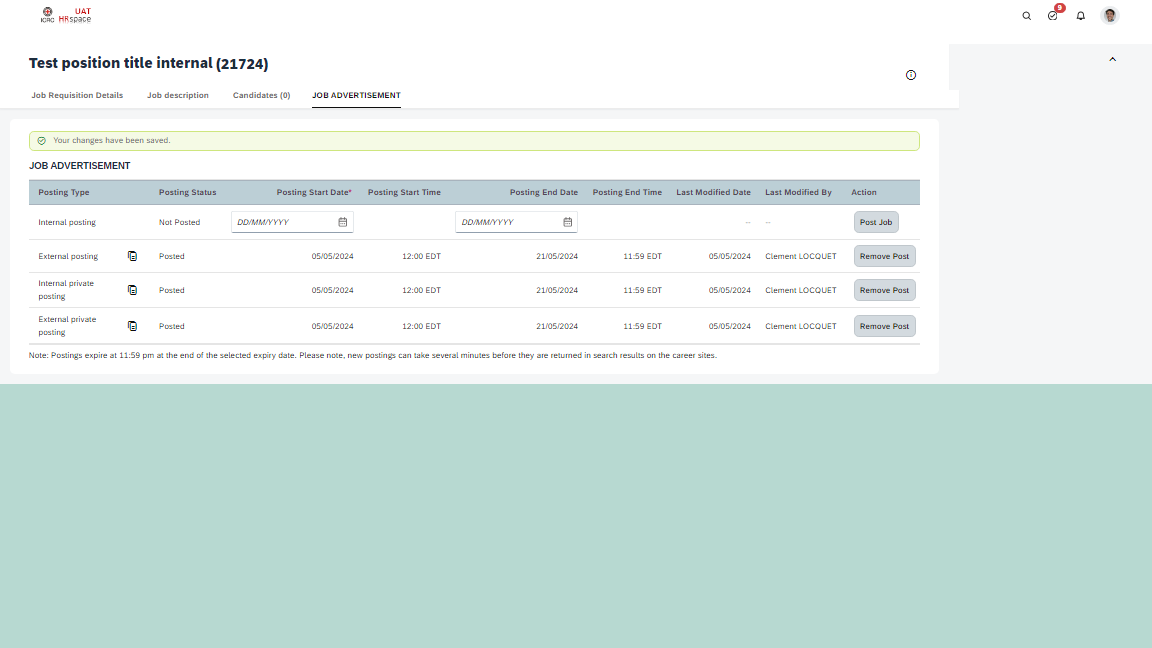 UAT
ICRC HRspace
9
Test position title internal (21724)
Job Requisition Details Job description Candidates (0) JOB ADVERTISEMENT
Your changes have been saved.
JOB ADVERTISEMENT
Posting Type Posting Status Posting Start Date* Posting Start Time Posting End Date Posting End Time Last Modified Date Last Modified By Action
Internal posting Not Posted DD/MM/YYYY DD/MM/YYYY -- -- Post Job
External posting Posted 05/05/2024 12:00 EDT 21/05/2024 11:59 EDT 05/05/2024 Clement LOCQUET Remove Post
Internal private
posting Posted 05/05/2024 12:00 EDT 21/05/2024 11:59 EDT 05/05/2024 Clement LOCQUET Remove Post
External private
posting Posted 05/05/2024 12:00 EDT 21/05/2024 11:59 EDT 05/05/2024 Clement LOCQUET Remove Post
Note: Postings expire at 11:59 pm at the end of the selected expiry date. Please note, new postings can take several minutes before they are returned in search results on the career sites.